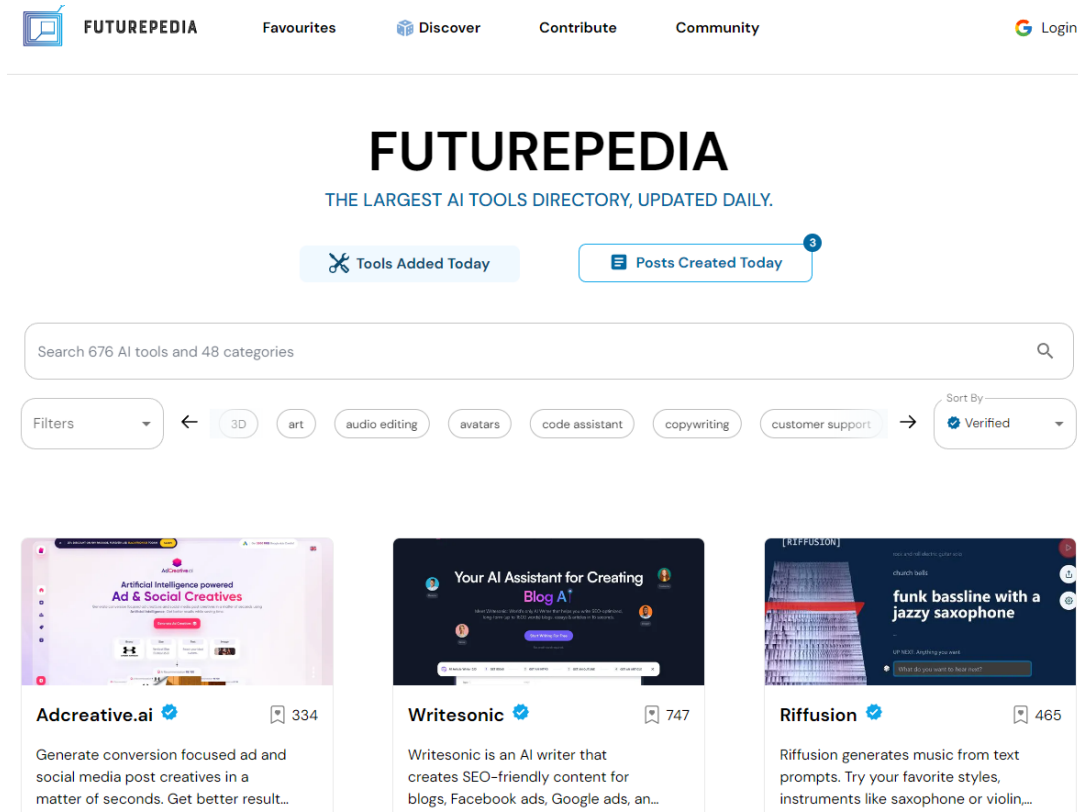 FUTUREPEDIA
Favourites
Discover
Contribute
Community
Login
FUTUREPEDIA
THE LARGEST AI TOOLS DIRECTORY, UPDATED DAILY.
Tools Added Today
Posts Created Today
3
Search 676 AI tools and 48 categories
Filters
3D
art
audio editing
avatars
code assistant
copywriting
customer support
Sort By
Verified
AdCreative.ai
Artificial Intelligence powered
Ad & Social Creatives
Your AI Assistant for Creating
Blog
Start Writing For Free
[RIFFUSION]
church bells
funk bassline with a
jazzy saxophone
UP NEXT: Anything you want
What do you want to hear next?
Adcreative.ai
334
Generate conversion focused ad and
social media post creatives in a
matter of seconds. Get better result...
Writesonic
747
Writesonic is an AI writer that
creates SEO-friendly content for
blogs, Facebook ads, Google ads, an...
Riffusion
465
Riffusion generates music from text
prompts. Try your favorite styles,
instruments like saxophone or violin,...